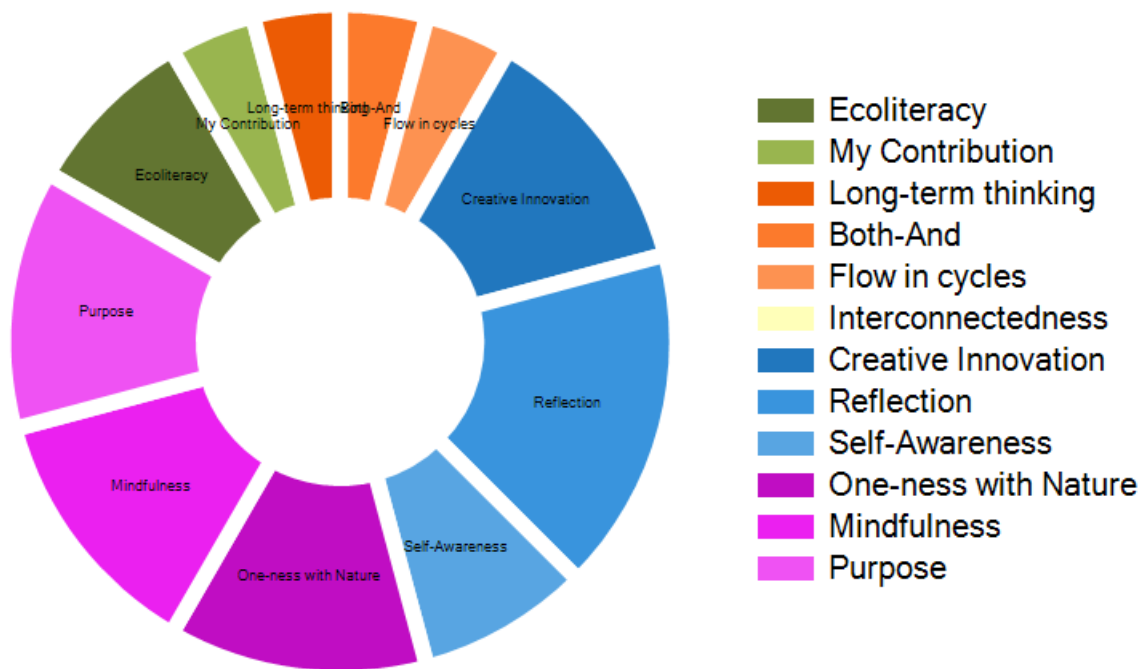 Long-term thinking
Both-And
My Contribution
Flow in cycles
Ecoliteracy
Creative Innovation
Purpose
Reflection
Mindfulness
Self-Awareness
One-ness with Nature
Ecoliteracy
My Contribution
Long-term thinking
Both-And
Flow in cycles
Interconnectedness
Creative Innovation
Reflection
Self-Awareness
One-ness with Nature
Mindfulness
Purpose